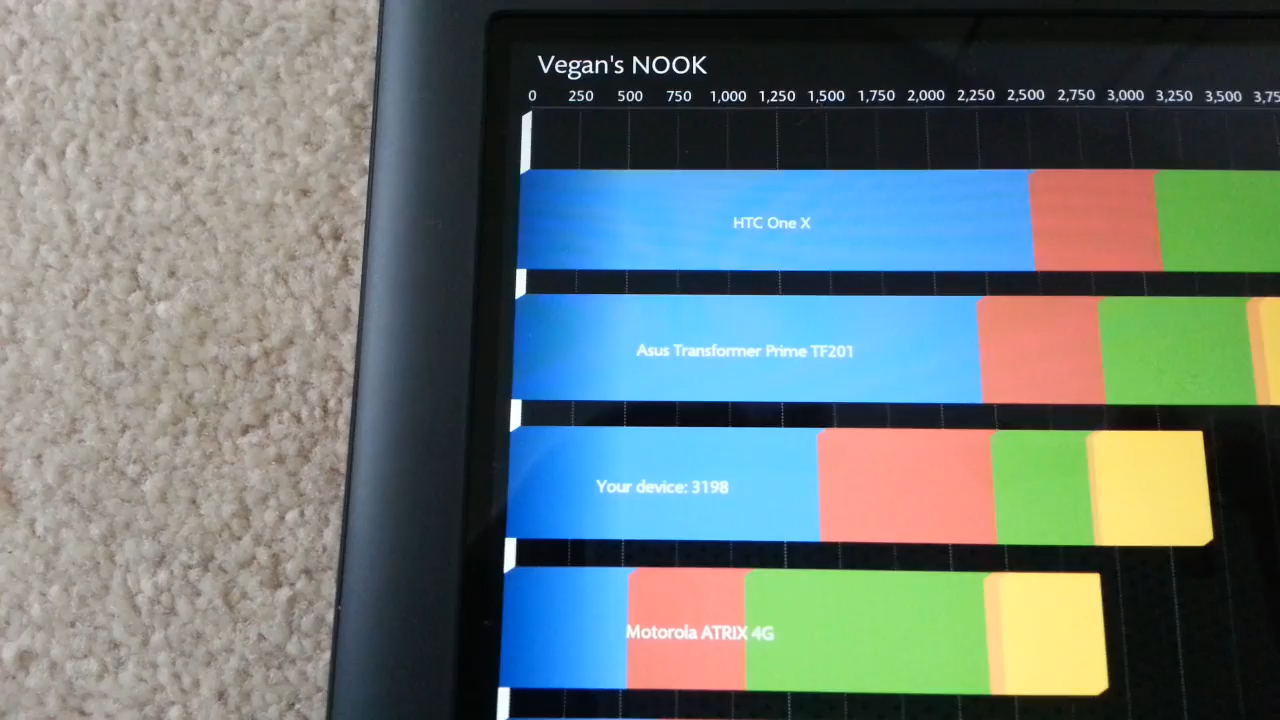 Vegan's NOOK
0 250 500 750 1,000 1,250 1,500 1,750 2,000 2,250 2,500 2,750 3,000 3,250 3,500
HTC One X
Asus Transformer Prime TF201
Your device: 3198
Motorola ATRIX 4G